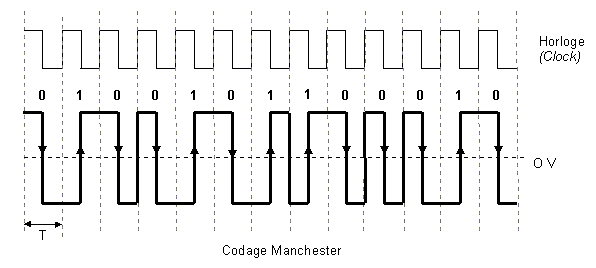 Horloge
(Clock)
0 1 0 0 1 0 1 1 0 0 0 1 0
0 V
T
Codage Manchester